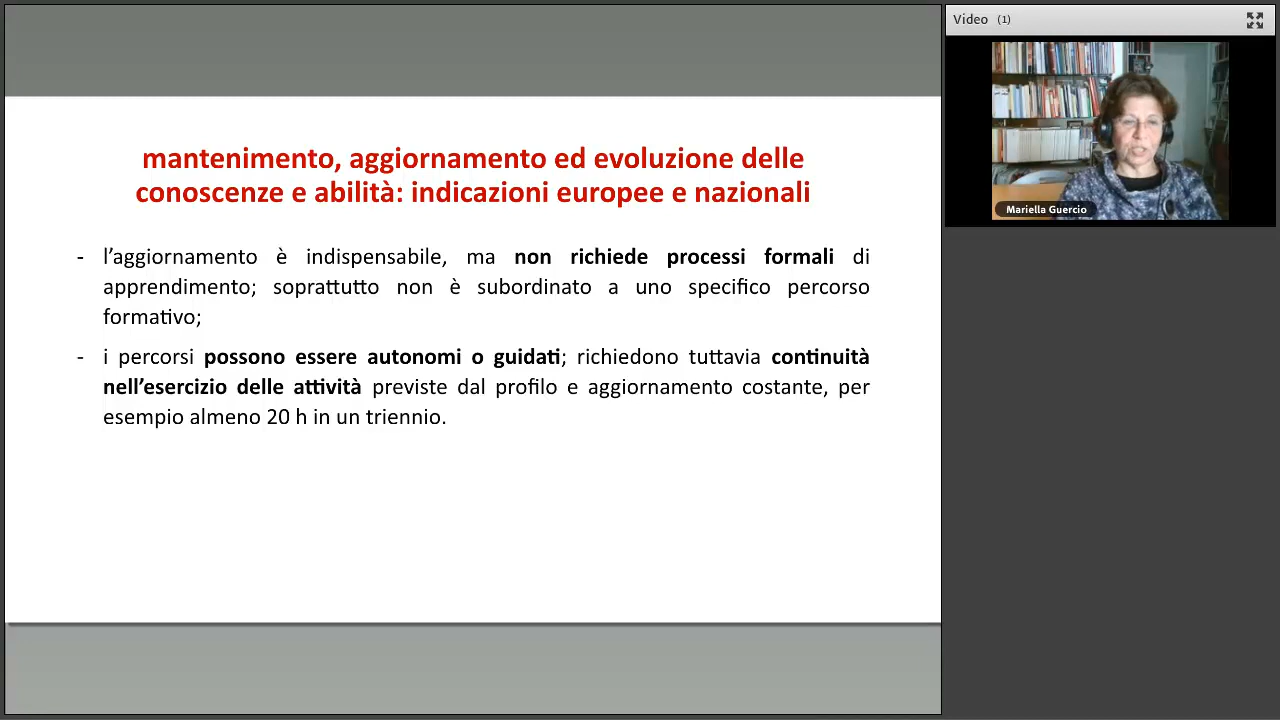 mantenimento, aggiornamento ed evoluzione delle
conoscenze e abilità: indicazioni europee e nazionali
- l’aggiornamento è indispensabile, ma non richiede processi formali di
apprendimento; soprattutto non è subordinato a uno specifico percorso
formativo;
- i percorsi possono essere autonomi o guidati; richiedono tuttavia continuità
nell’esercizio delle attività previste dal profilo e aggiornamento costante, per
esempio almeno 20 h in un triennio.
Video (1)
Mariella Guercio